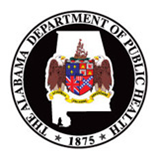 THE ALABAMA DEPARTMENT OF PUBLIC HEALTH
★ 1875 ★